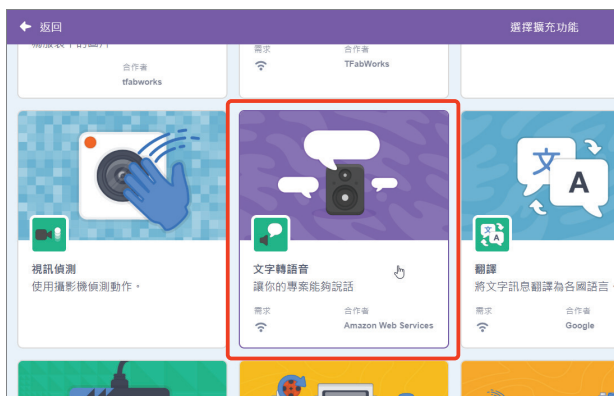 返回
選擇擴充功能
合作者
tfabworks
需求
合作者
TFabWorks
視訊偵測
使用攝影機偵測動作。
文字轉語音
讓你的專案能夠說話
需求
合作者
Amazon Web Services
文
A
文
A
翻譯
將文字訊息翻譯為各國語言。
需求
合作者
Google